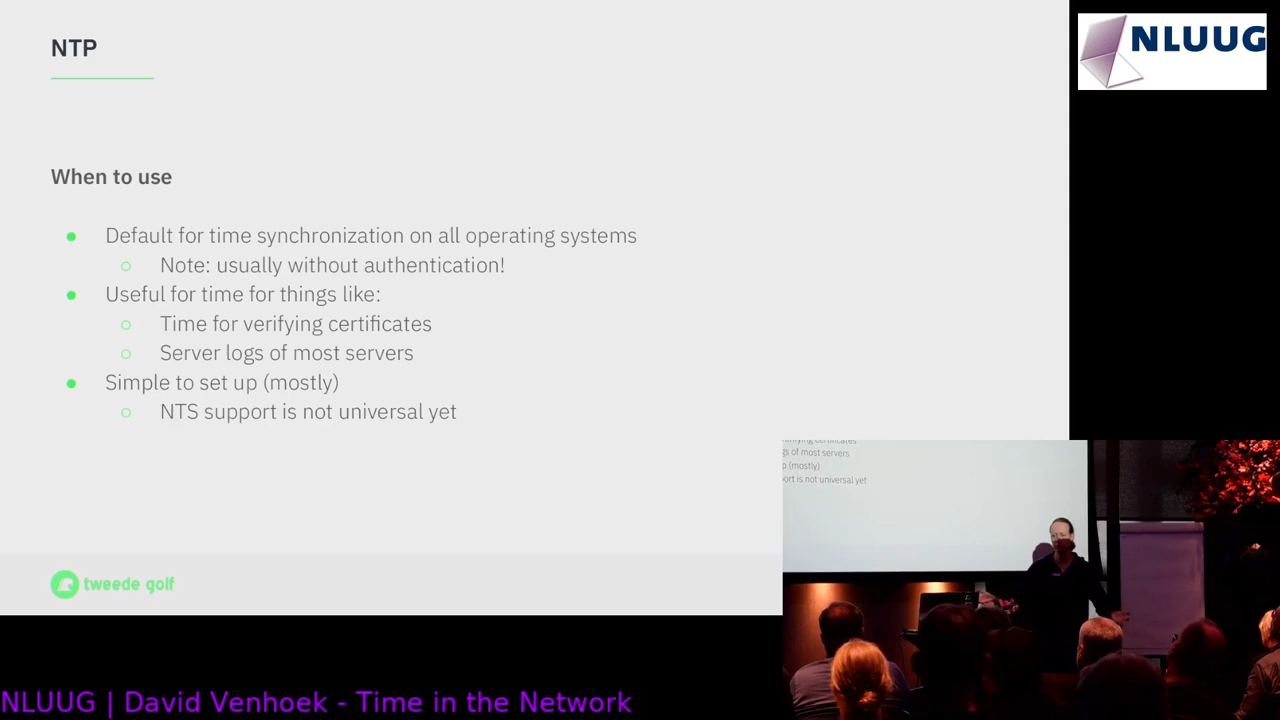 NTP
NLUUG
When to use
Default for time synchronization on all operating systems
Note: usually without authentication!
Useful for time for things like:
Time for verifying certificates
Server logs of most servers
Simple to set up (mostly)
NTS support is not universal yet
certificates
gs of most servers
p (mostly)
ort is not universal yet
tweede golf
NLUUG | David Venhoek - Time in the Network